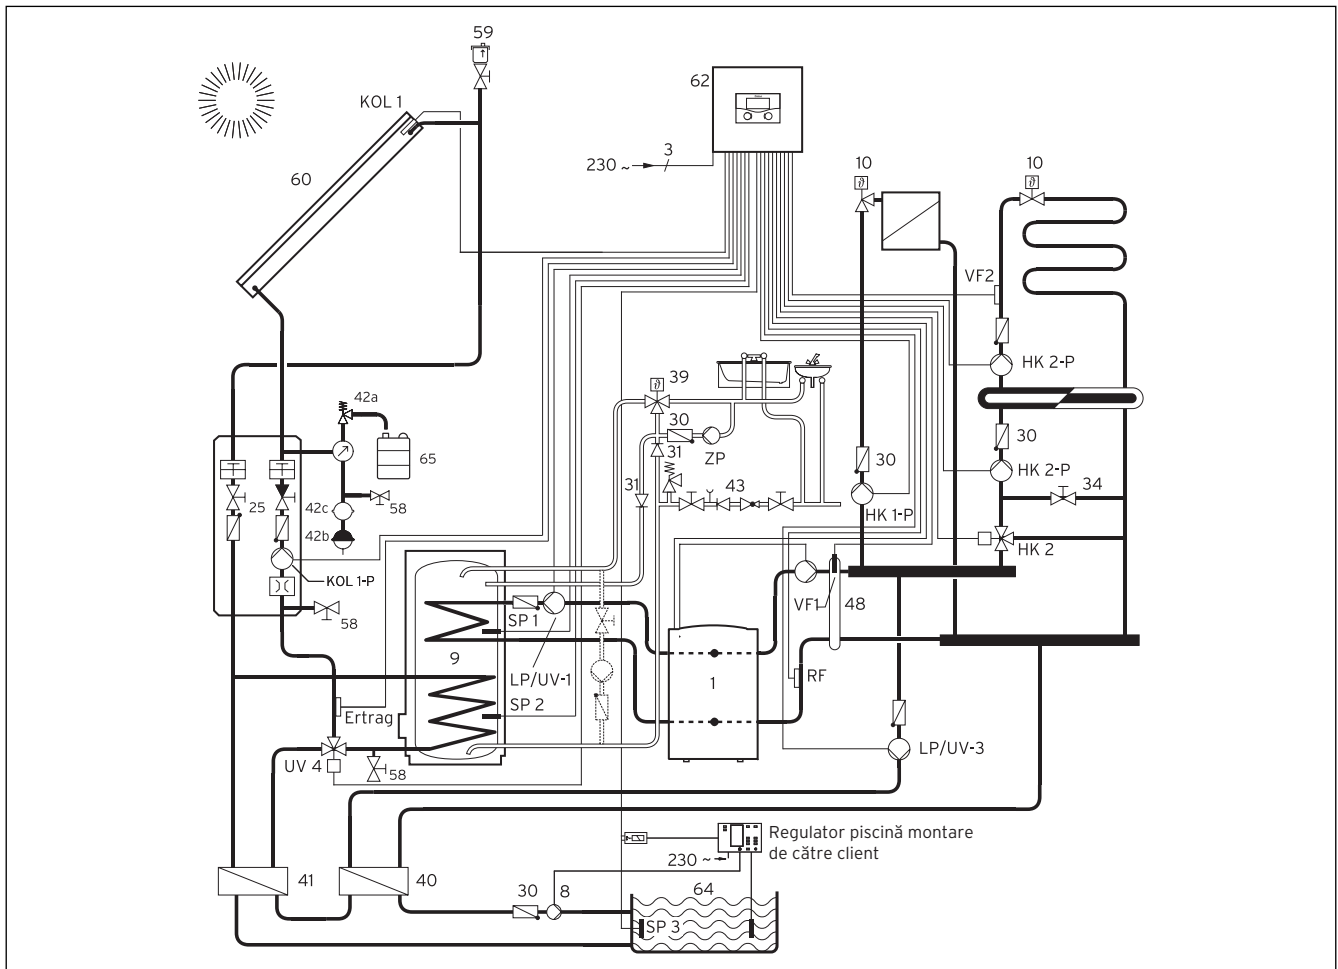 59
62
KOL 1
3
230 ~
10
10
60
VF2
HK 2-P
39
42a
30
ZP
31
65
30
30
HK 2-P
31
43
34
25
42c
58
HK 1-P
42b
HK 2
KOL 1-P
VF1
48
58
SP 1
9
LP/UV-1
1
RF
SP 2
Ertrag
LP/UV-3
UV 4
58
Regulator piscină montare
de către client
230 ~
41
40
30
8
64
SP 3